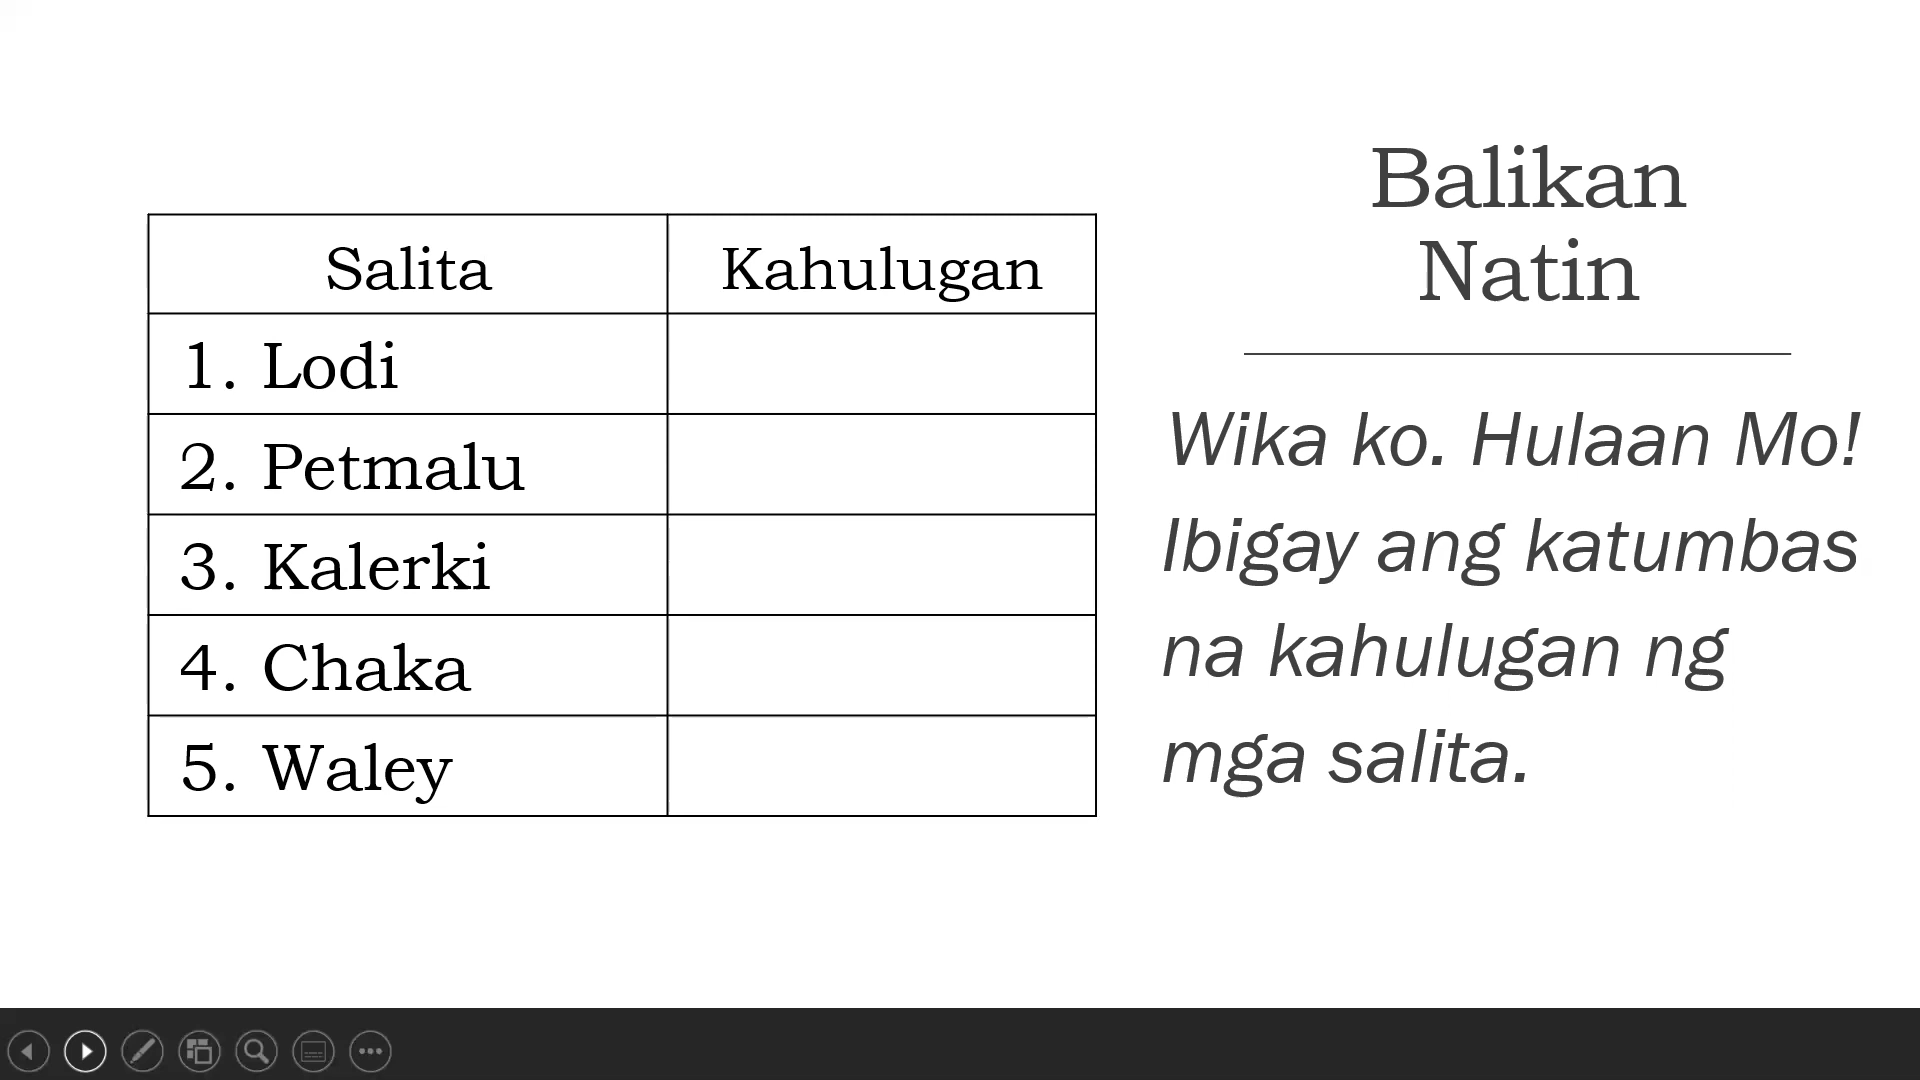 Salita Kahulugan
1. Lodi
2. Petmalu
3. Kalerki
4. Chaka
5. Waley
Balikan
Natin
Wika ko. Hulaan Mo!
Ibigay ang katumbas
na kahulugan ng
mga salita.